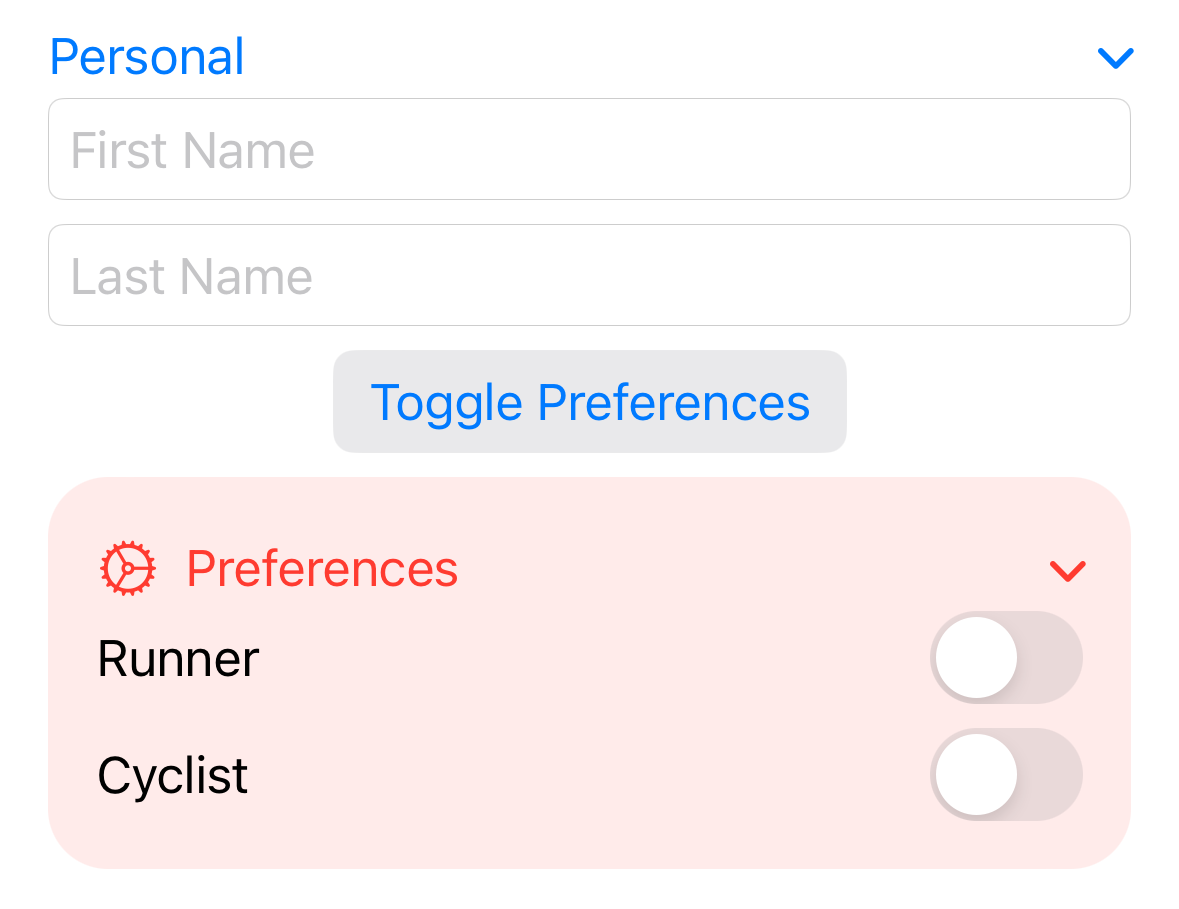 Personal
First Name
Last Name
Toggle Preferences
Preferences
Runner
Cyclist